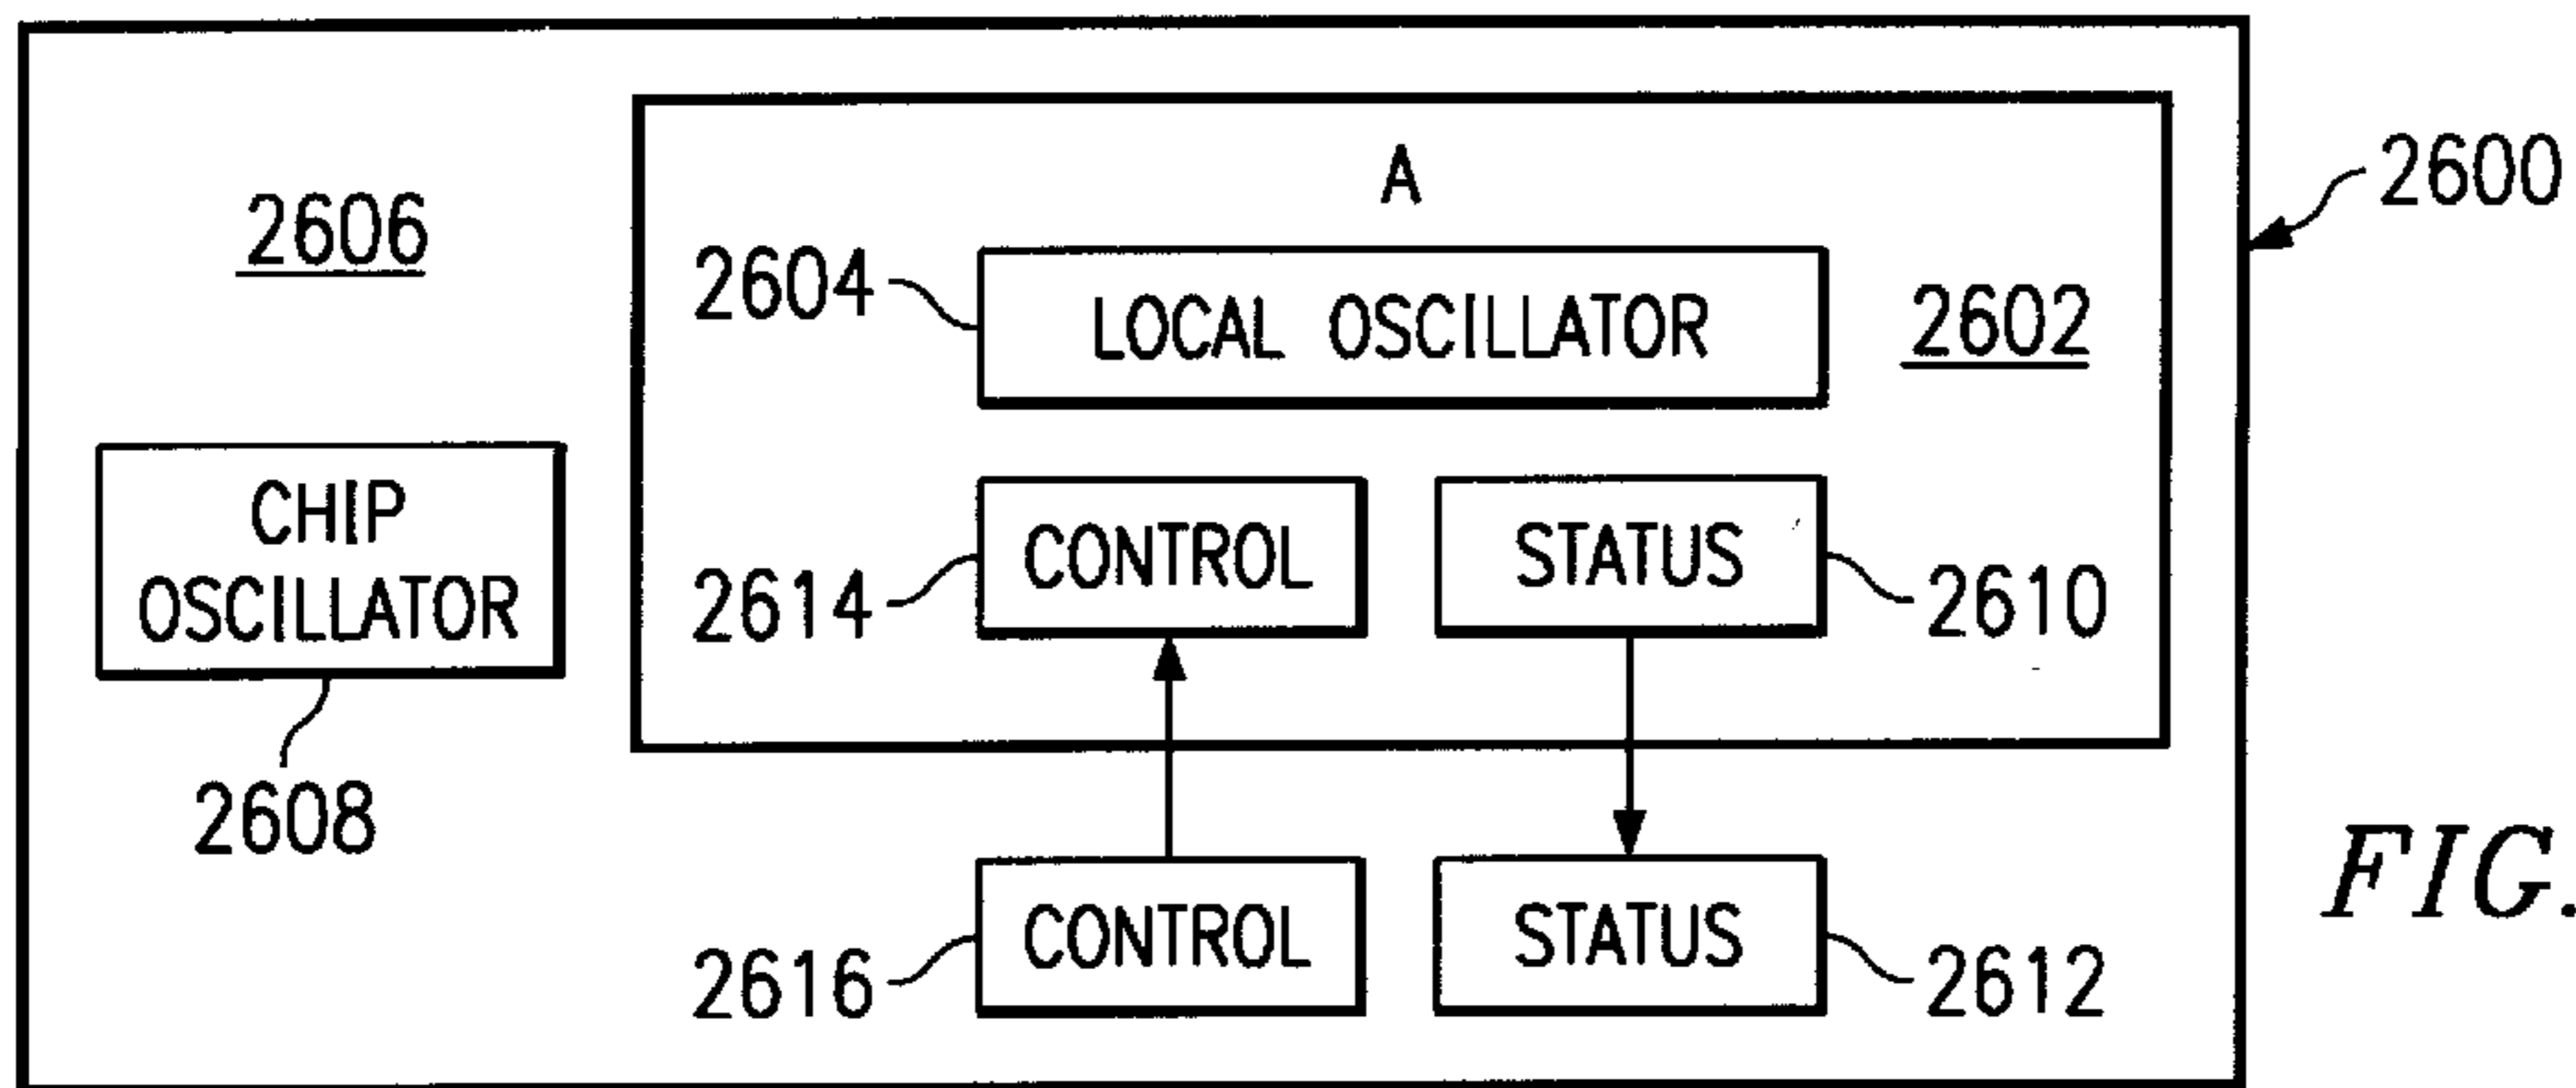 A
2600
2606
2604
LOCAL OSCILLATOR
2602
CHIP
OSCILLATOR
CONTROL
STATUS
2614
2610
2608
CONTROL
STATUS
2616
2612
FIG.